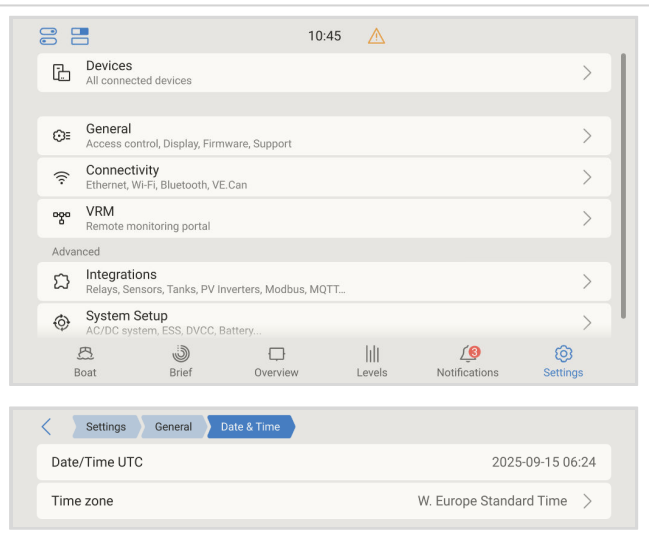 10:45
Devices
All connected devices
General
Access control, Display, Firmware, Support
Connectivity
Ethernet, Wi-Fi, Bluetooth, VE.Can
VRM
Remote monitoring portal
Advanced
Integrations
Relays, Sensors, Tanks, PV Inverters, Modbus, MQTT...
System Setup
AC/DC system, ESS, DVCC, Battery...
3
Boat Brief Overview Levels Notifications Settings
Settings General Date & Time
Date/Time UTC 2025-09-15 06:24
Time zone W. Europe Standard Time